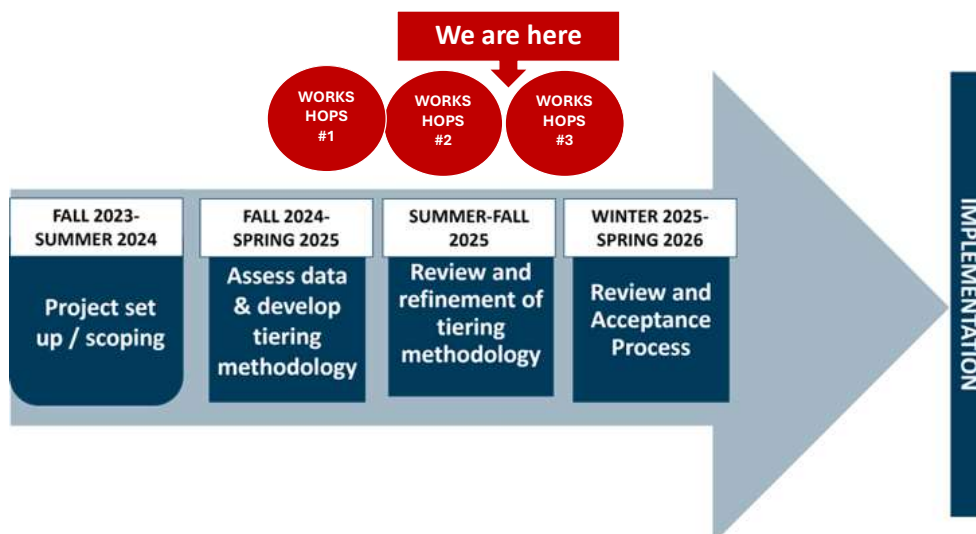 We are here
WORKS
HOPS
#1
WORKS
HOPS
#2
WORKS
HOPS
#3
FALL 2023-
SUMMER 2024
Project set
up / scoping
FALL 2024-
SPRING 2025
Assess data
& develop
tiering
methodology
SUMMER-FALL
2025
Review and
refinement of
tiering
methodology
WINTER 2025-
SPRING 2026
Review and
Acceptance
Process
IMPLEMENTATION